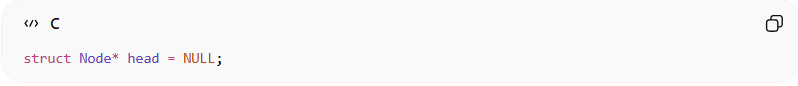 </> C
struct Node* head = NULL;